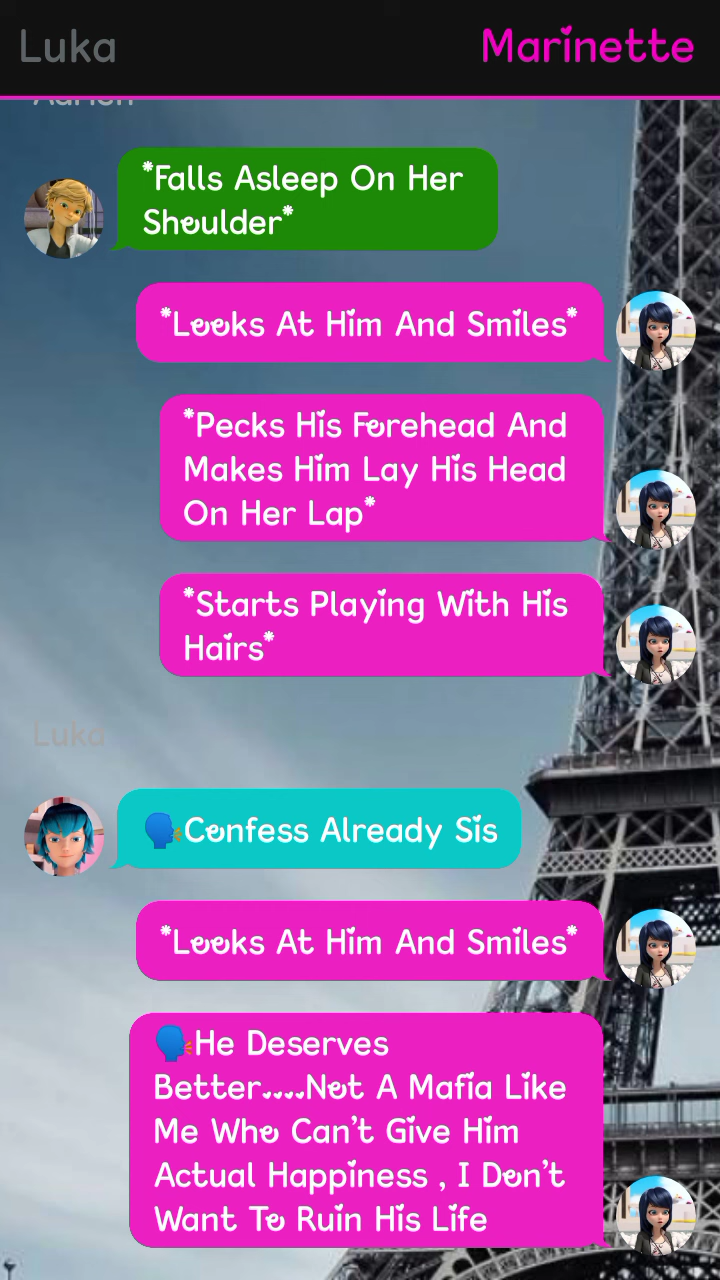 Luka
Marinette
Adrien
*Falls Asleep On Her
Shoulder*
*Looks At Him And Smiles*
*Pecks His Forehead And
Makes Him Lay His Head
On Her Lap*
*Starts Playing With His
Hairs*
Luka
🗣️Confess Already Sis
*Looks At Him And Smiles*
🗣️He Deserves
Better....Not A Mafia Like
Me Who Can't Give Him
Actual Happiness , I Don't
Want To Ruin His Life